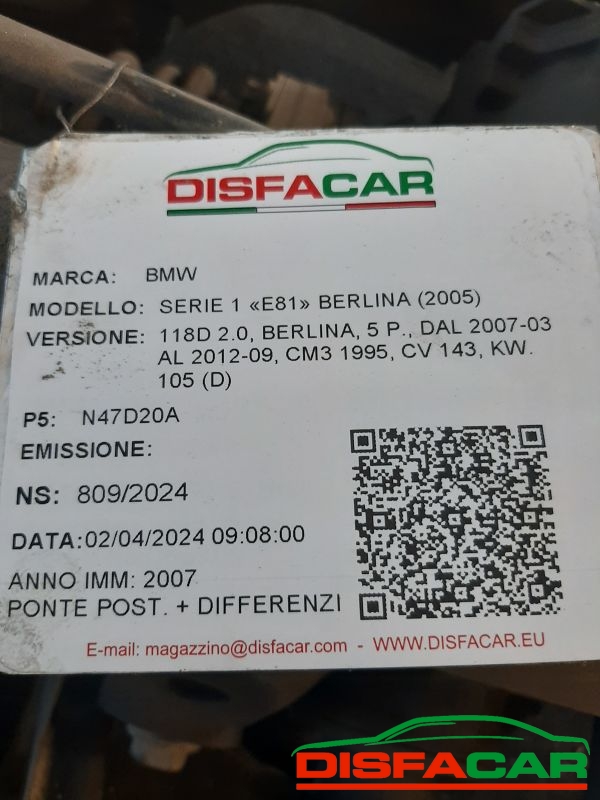 DISFACAR
MARCA: BMW
MODELLO: SERIE 1 «E81» BERLINA (2005)
VERSIONE: 118D 2.0, BERLINA, 5 P., DAL 2007-03
AL 2012-09, CM3 1995, CV 143, KW.
105 (D)
P5: N47D20A
EMISSIONE:
NS: 809/2024
DATA:02/04/2024 09:08:00
ANNO IMM: 2007
PONTE POST. + DIFFERENZI
E-mail: magazzino@disfacar.com - WWW.DISFACAR.EU
DISFACAR